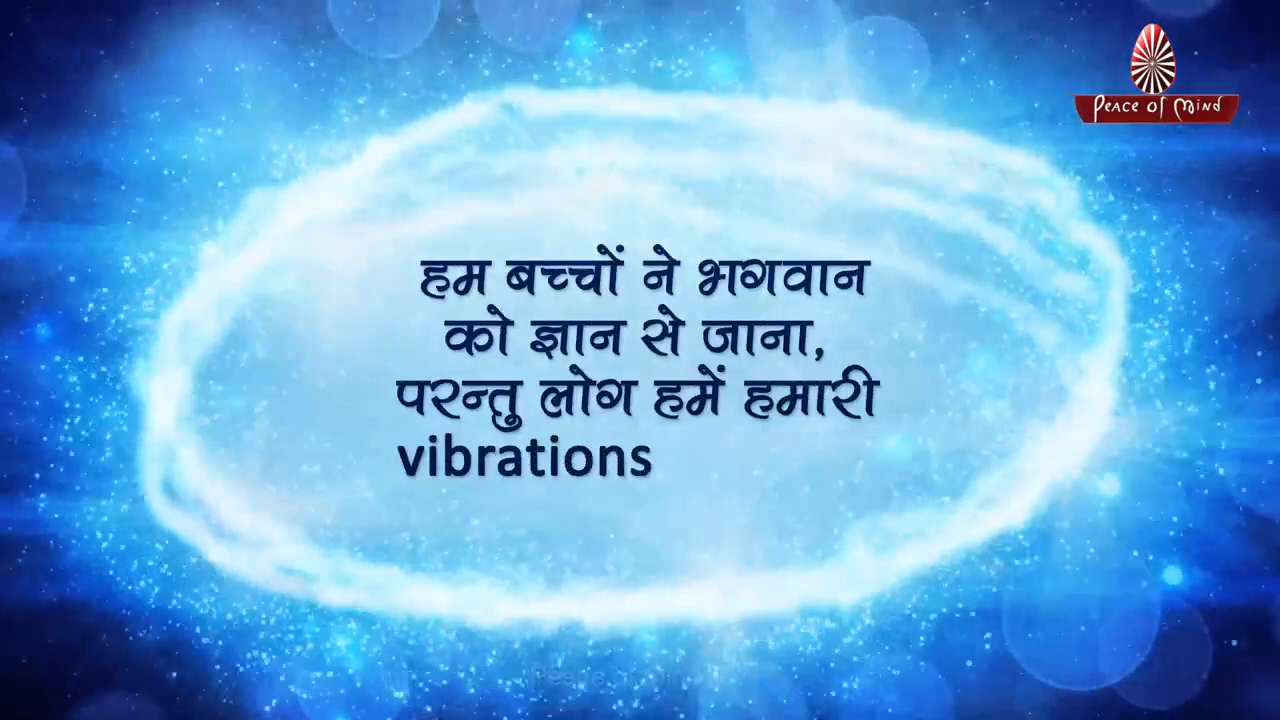 Peace of Mind
हम बच्चों ने भगवान
को ज्ञान से जाना,
परन्तु लोग हमें हमारी
vibrations